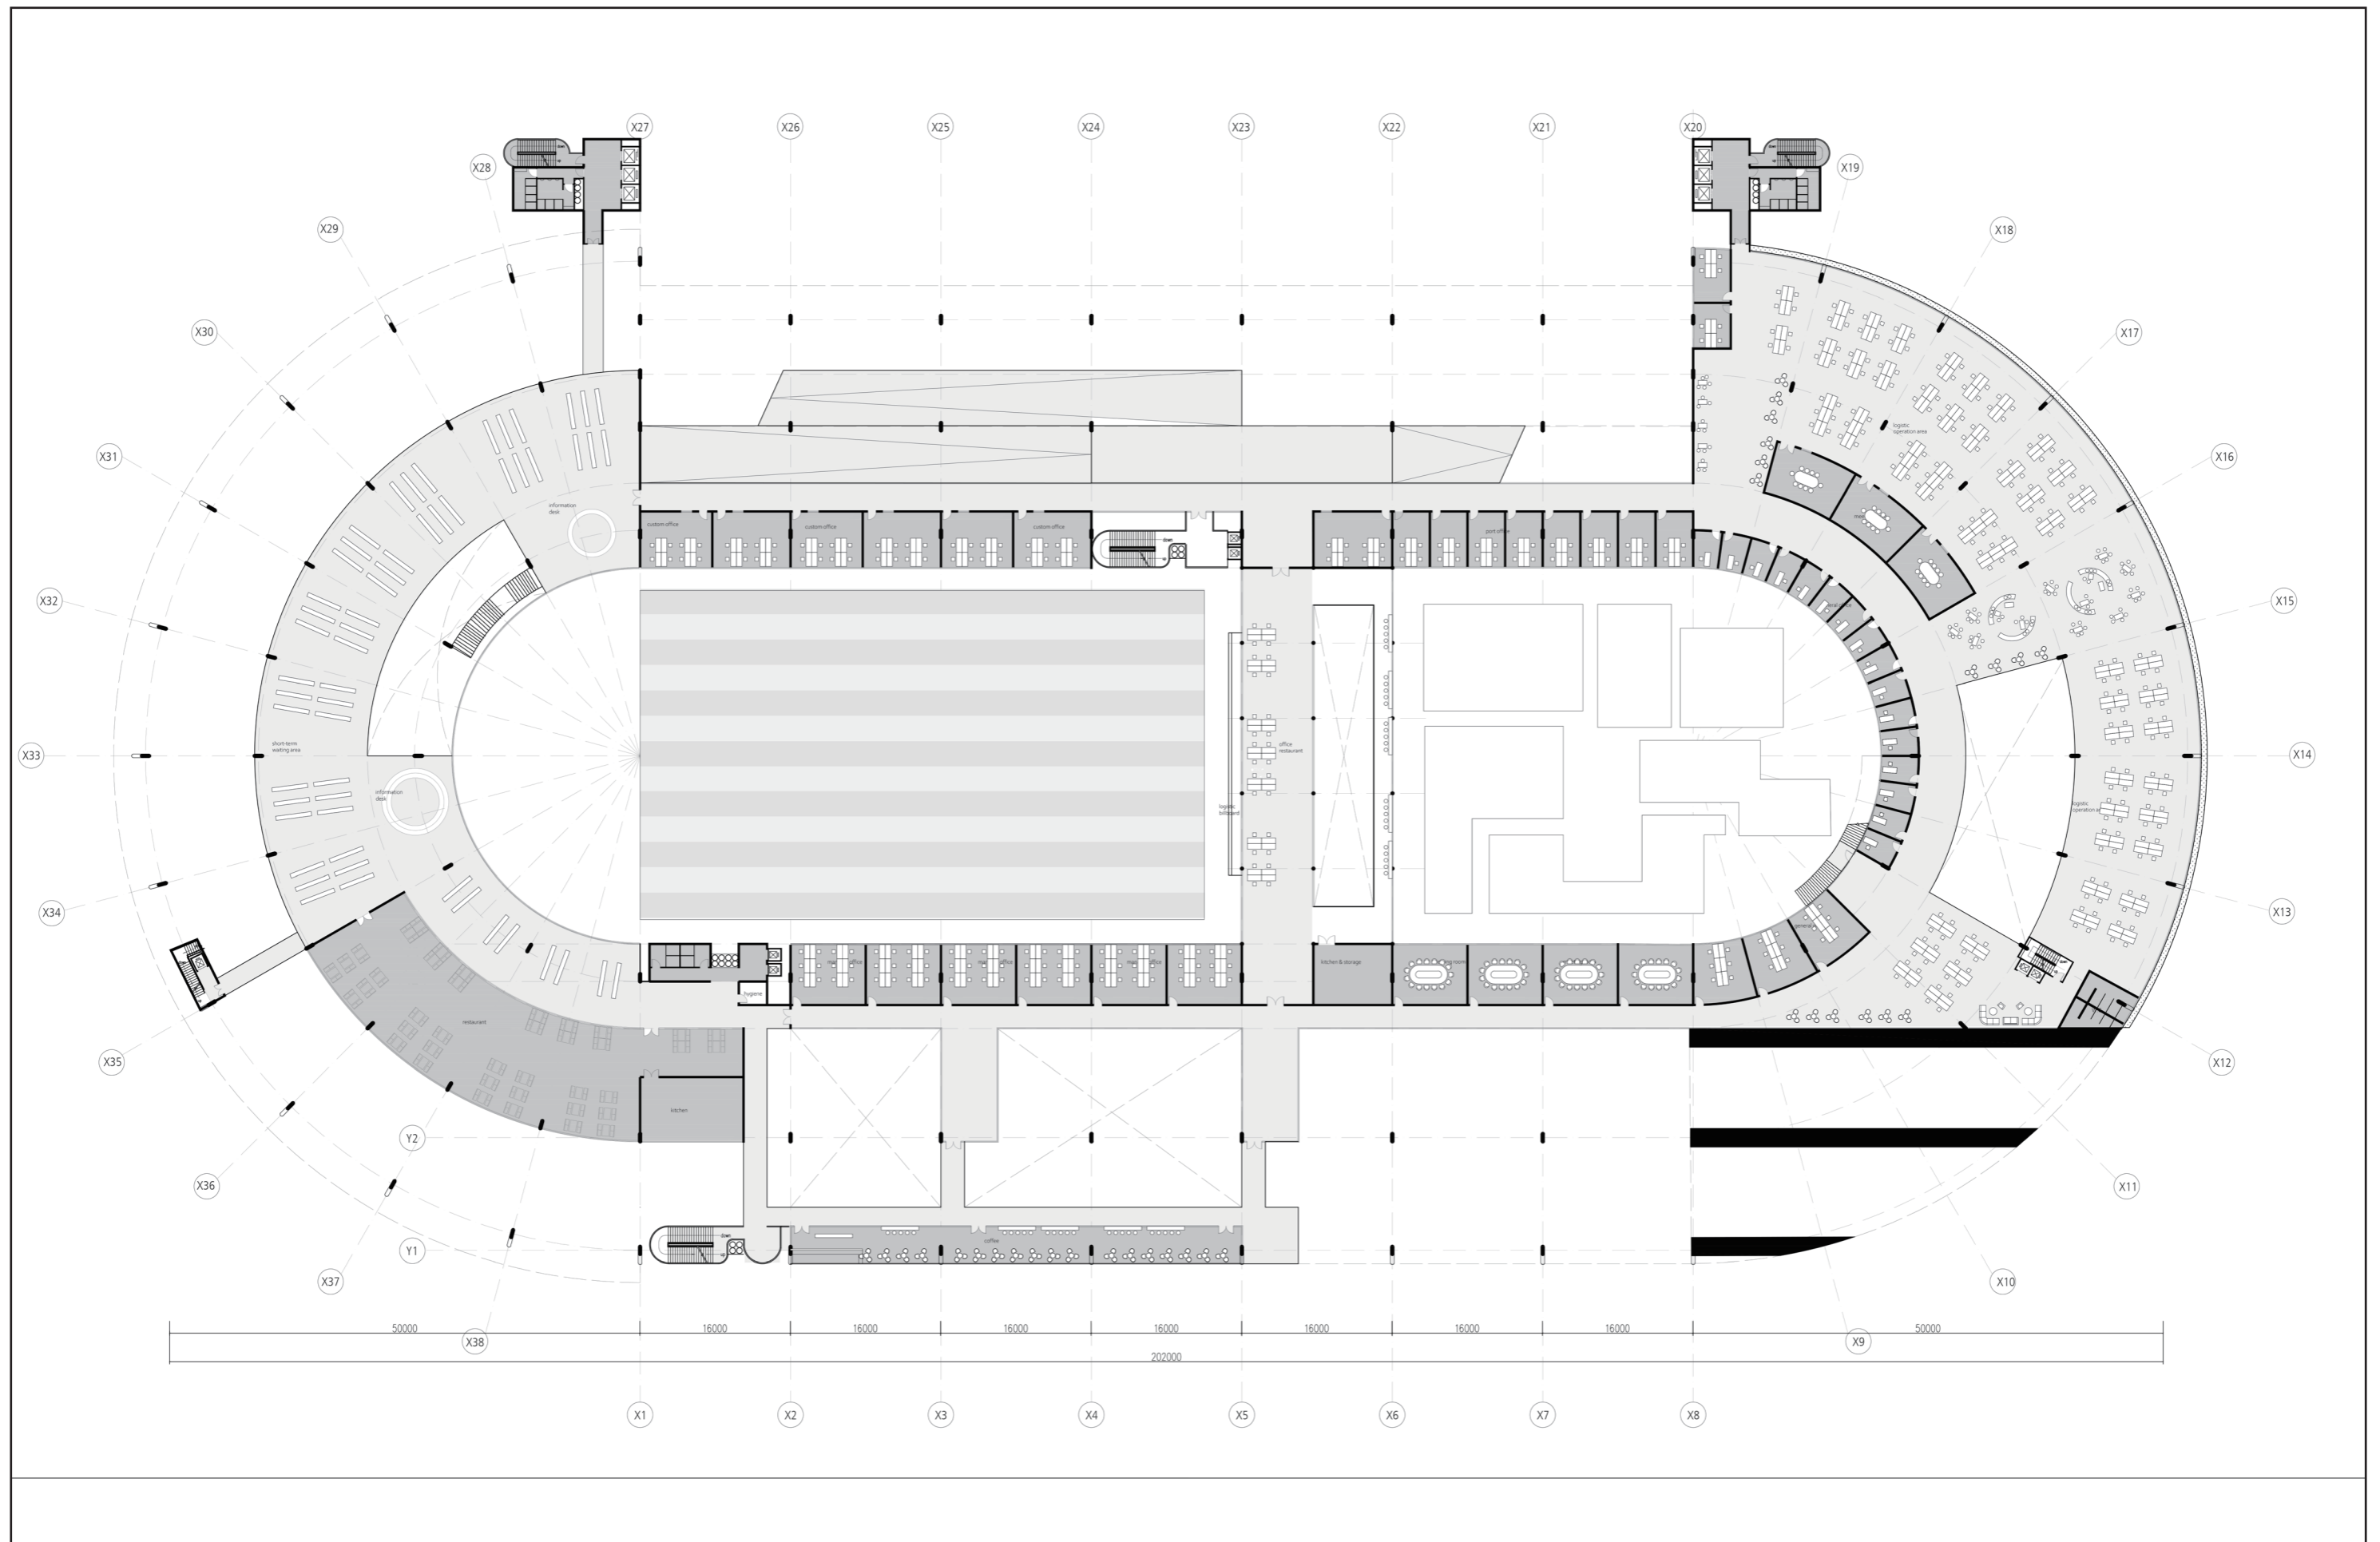 X27
X26
X25
X24
X23
X22
X21
X20
X28
X19
X29
X18
X30
X17
X31
X16
X32
X15
X33
X14
X34
X13
X35
X12
X36
X11
X37
X10
X38
X9
Y2
Y1
information
desk
custom office
custom office
custom office
port office
logistic
operation area
short-term
waiting area
information
desk
office
restaurant
logistic
billboard
logistic
operation
office
office
office
kitchen & storage
hygiene
restaurant
kitchen
coffee
50000
16000
16000
16000
16000
16000
16000
16000
50000
202000
X1
X2
X3
X4
X5
X6
X7
X8